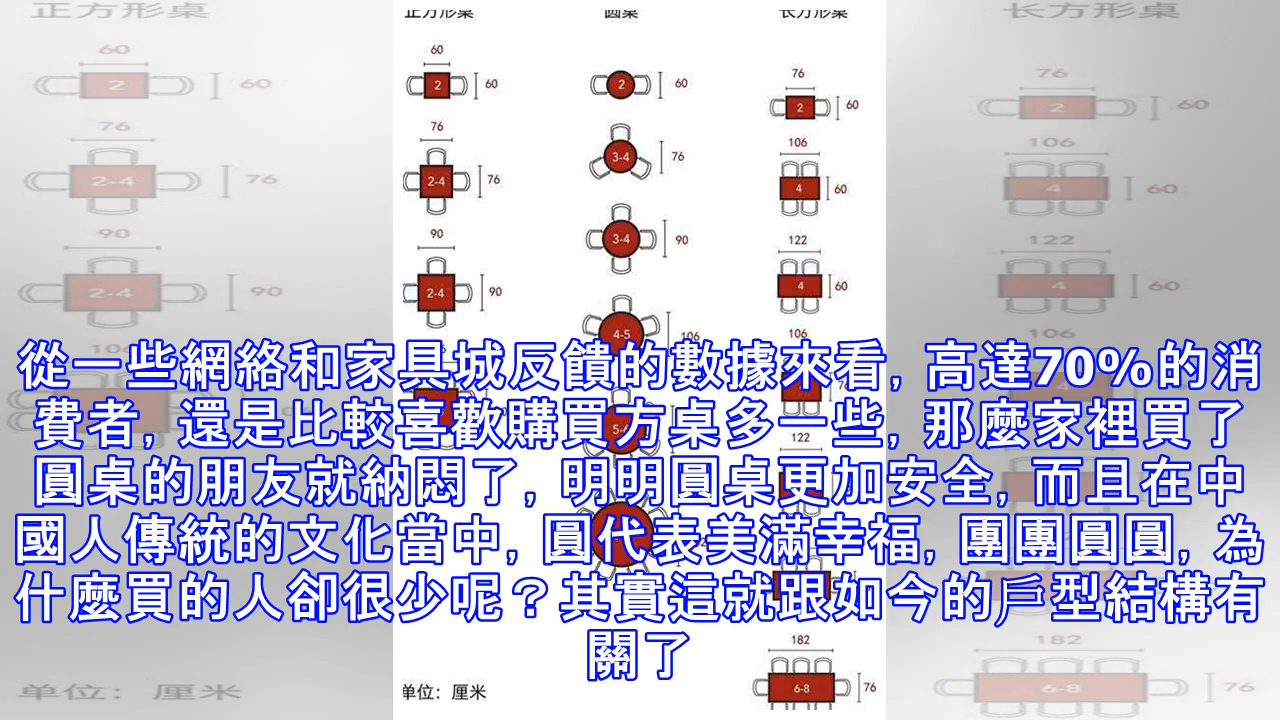 正方形桌 圆桌 长方形桌
60
2 60 2 60
76
2 60
76
3-4 76
106
2-4 76
4 60
90
3-4 90
122
2-4 90
4 60
4-5 106
106
從一些網絡和家具城反饋的數據來看, 高達70%的消
費者, 還是比較喜歡購買方桌多一些, 那麼家裡買了
圓桌的朋友就納悶了, 明明圓桌更加安全, 而且在中
國人傳統的文化當中, 圓代表美滿幸福, 團團圓圓, 為
什麼買的人卻很少呢？其實這就跟如今的戶型結構有
關了
122
182
6-8 76
单位：厘米